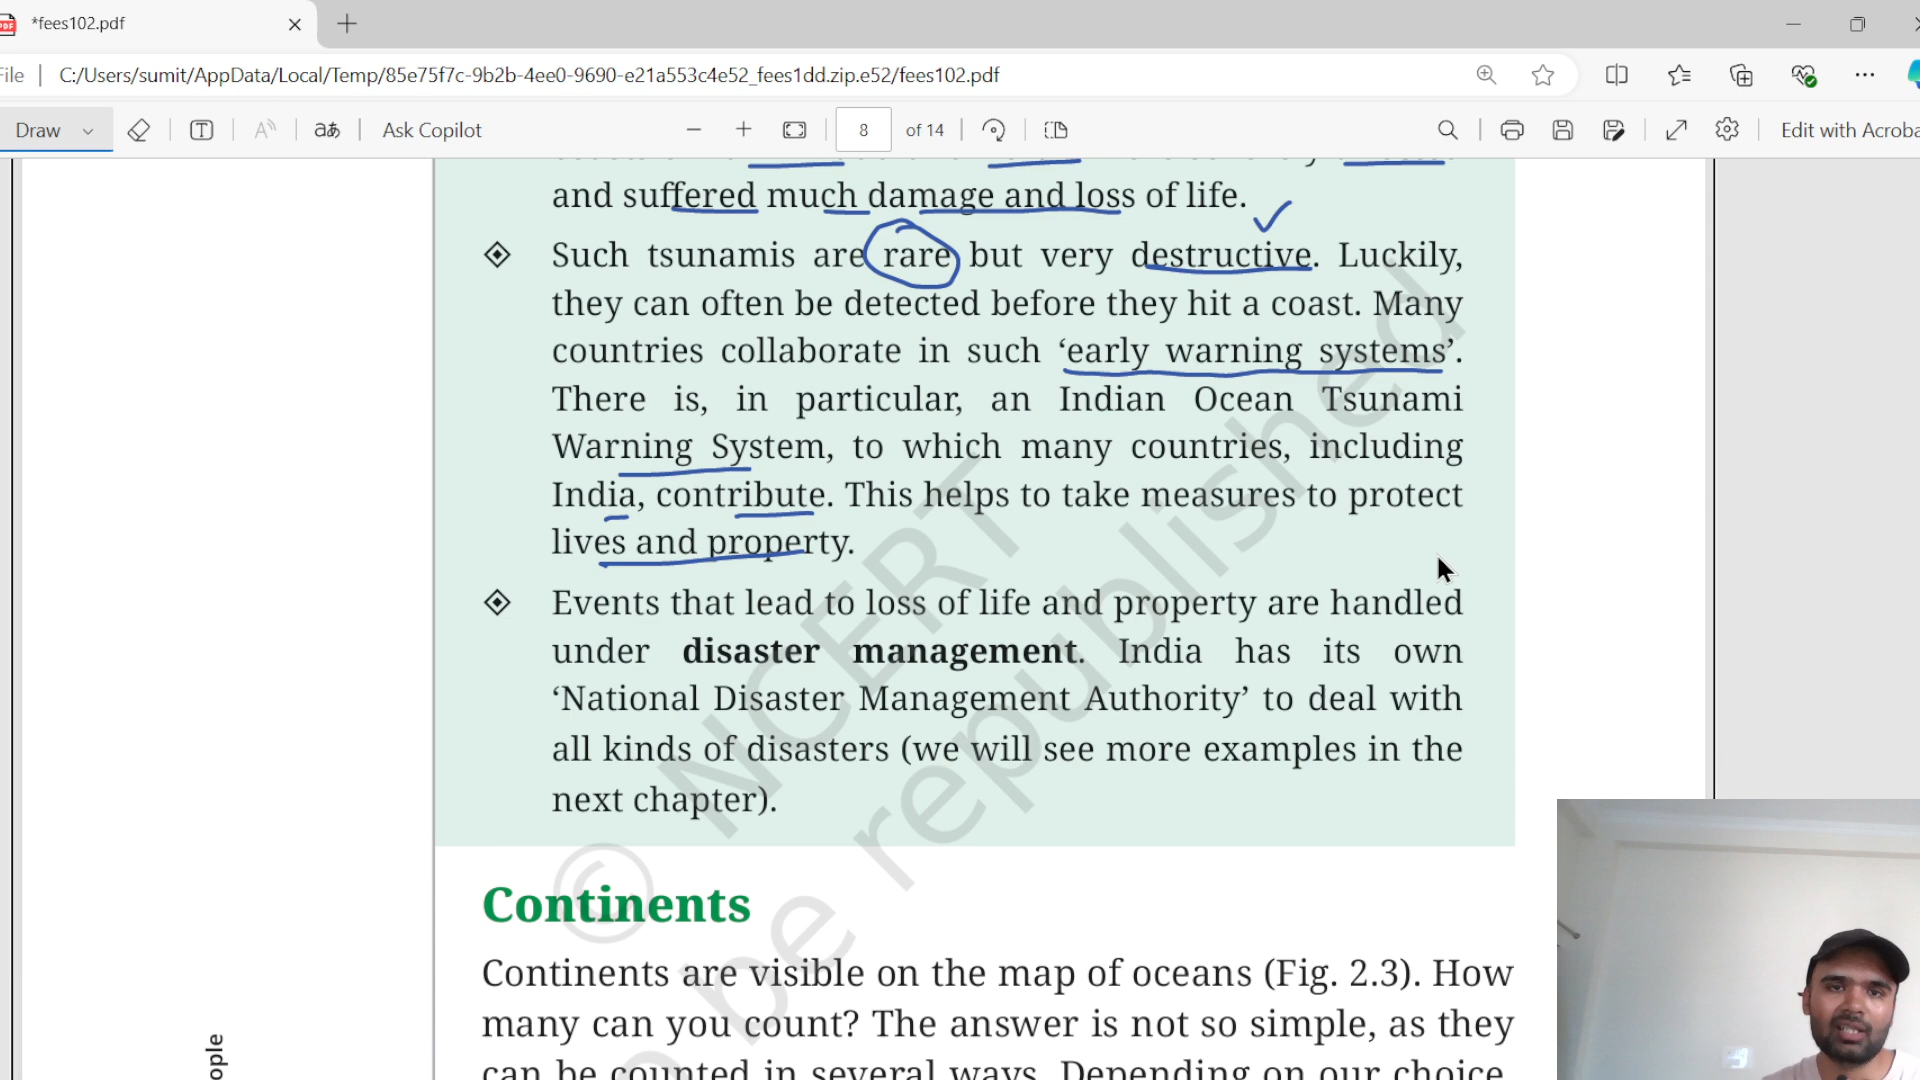 *fees102.pdf
File
C:/Users/sumit/AppData/Local/Temp/85e75f7c-9b2b-4ee0-9690-e21a553c4e52_fees1dd.zip.e52/fees102.pdf
Draw
aあ
Ask Copilot
8
of 14
Edit with Acroba
and suffered much damage and loss of life.
Such tsunamis are rare but very destructive. Luckily,
they can often be detected before they hit a coast. Many
countries collaborate in such ‘early warning systems’.
There is, in particular, an Indian Ocean Tsunami
Warning System, to which many countries, including
India, contribute. This helps to take measures to protect
lives and property.
Events that lead to loss of life and property are handled
under disaster management. India has its own
‘National Disaster Management Authority’ to deal with
all kinds of disasters (we will see more examples in the
next chapter).
© NCERT
be republished
Continents
Continents are visible on the map of oceans (Fig. 2.3). How
many can you count? The answer is not so simple, as they
can be counted in several ways. Depending on our choice,
ople